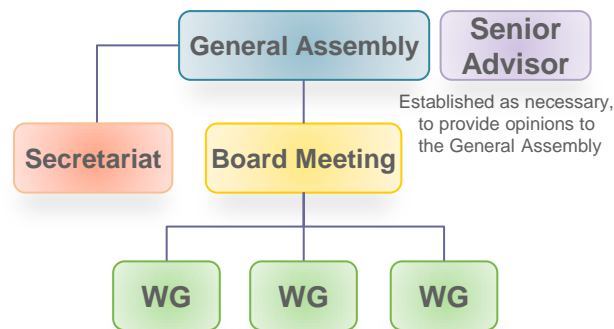 General Assembly
Senior
Advisor
Established as necessary,
to provide opinions to
the General Assembly
Secretariat
Board Meeting
WG
WG
WG